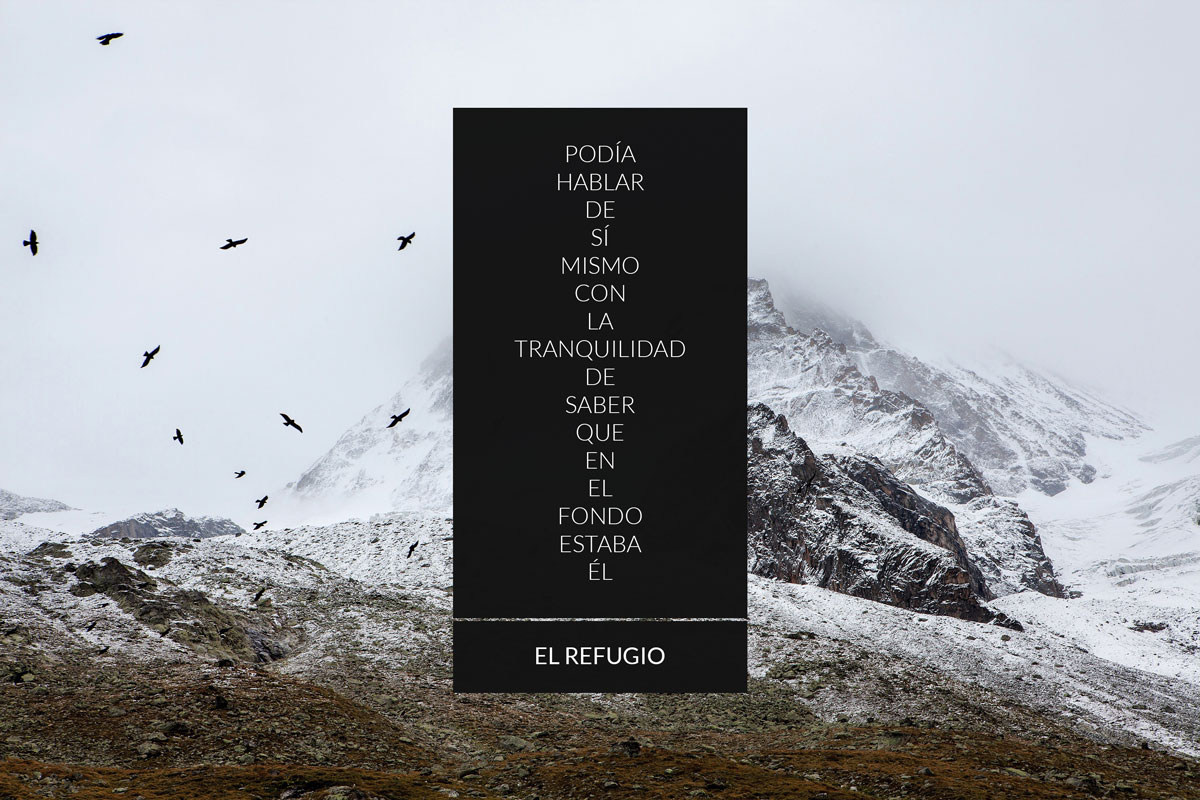 PODÍA
HABLAR
DE
SÍ
MISMO
CON
LA
TRANQUILIDAD
DE
SABER
QUE
EN
EL
FONDO
ESTABA
ÉL
EL REFUGIO